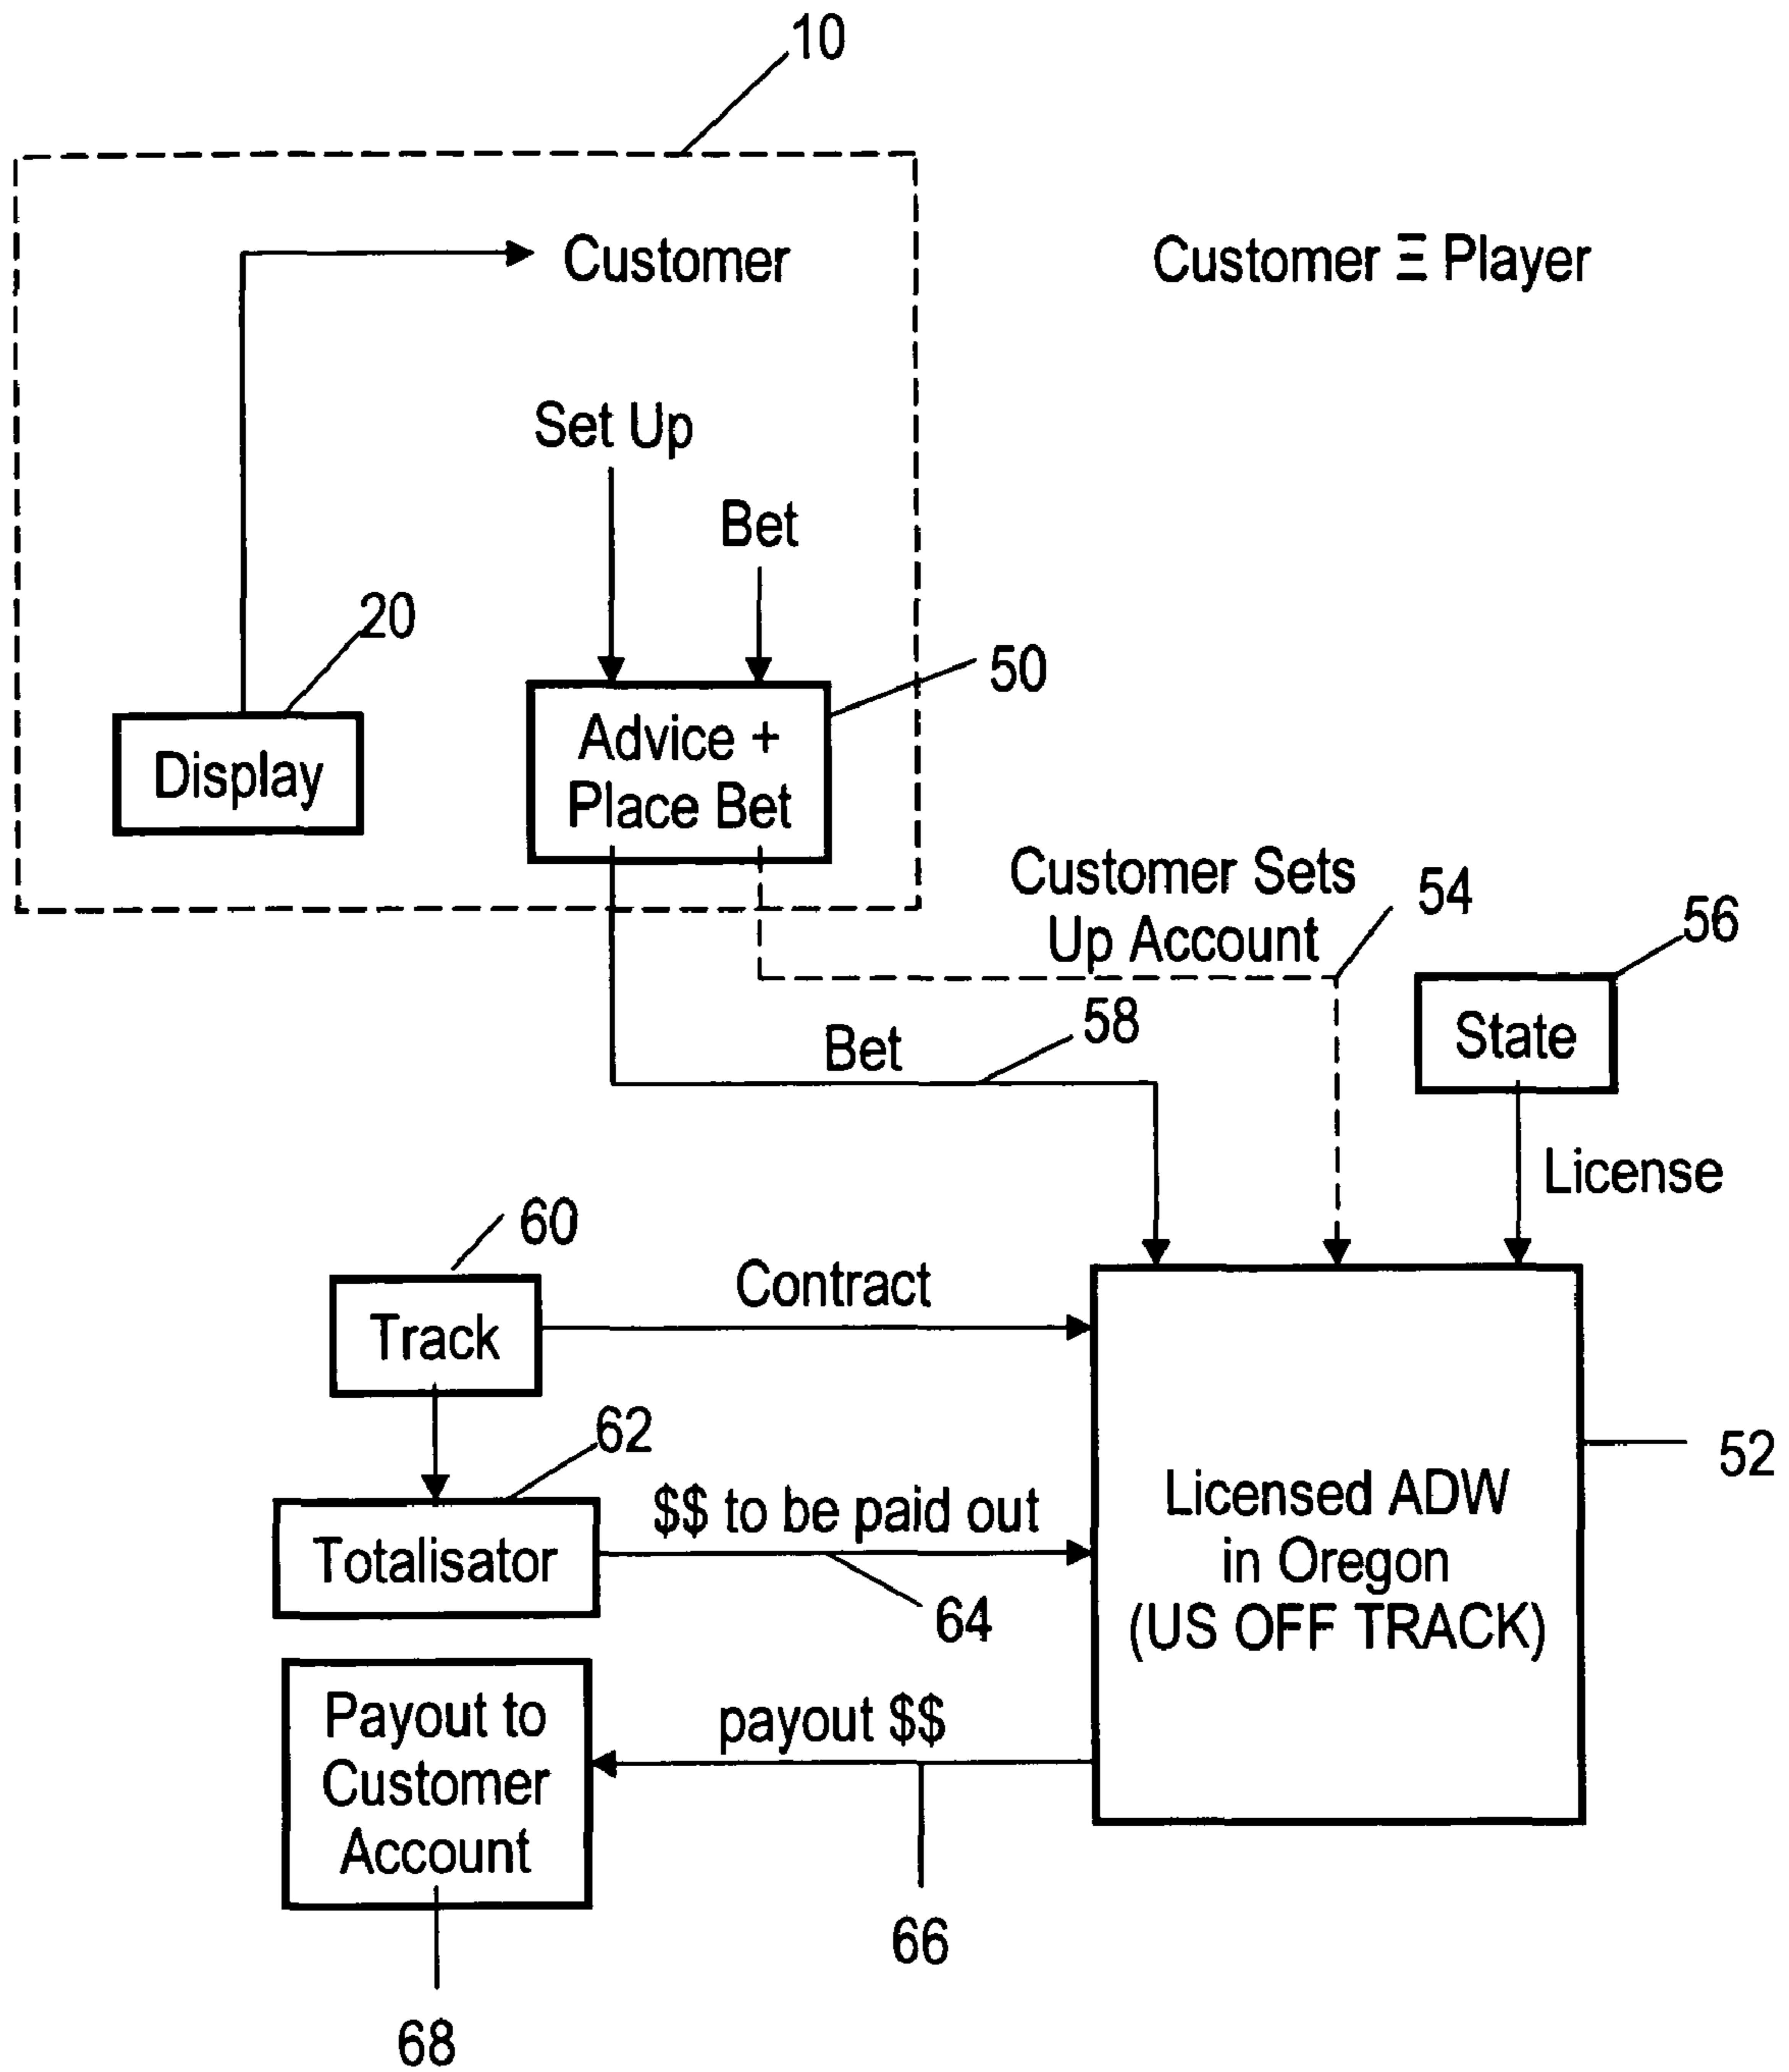 10
Customer
Customer Ξ Player
Set Up
Bet
20
50
Display
Advice +
Place Bet
Customer Sets
Up Account
54
56
State
58
Bet
License
60
Contract
Track
62
52
$$ to be paid out
Totalisator
64
Licensed ADW
in Oregon
(US OFF TRACK)
Payout to
Customer
Account
payout $$
66
68